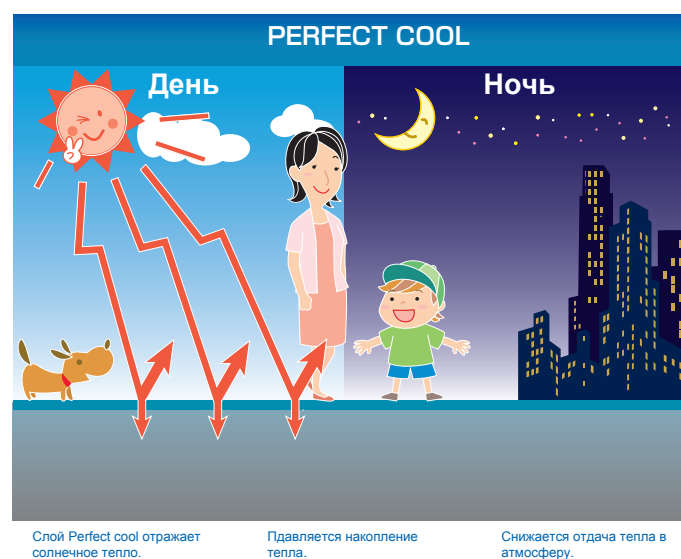 PERFECT COOL
День
Ночь
Слой Perfect cool отражает
солнечное тепло.
Пдавляется накопление
тепла.
Снижается отдача тепла в
атмосферу.